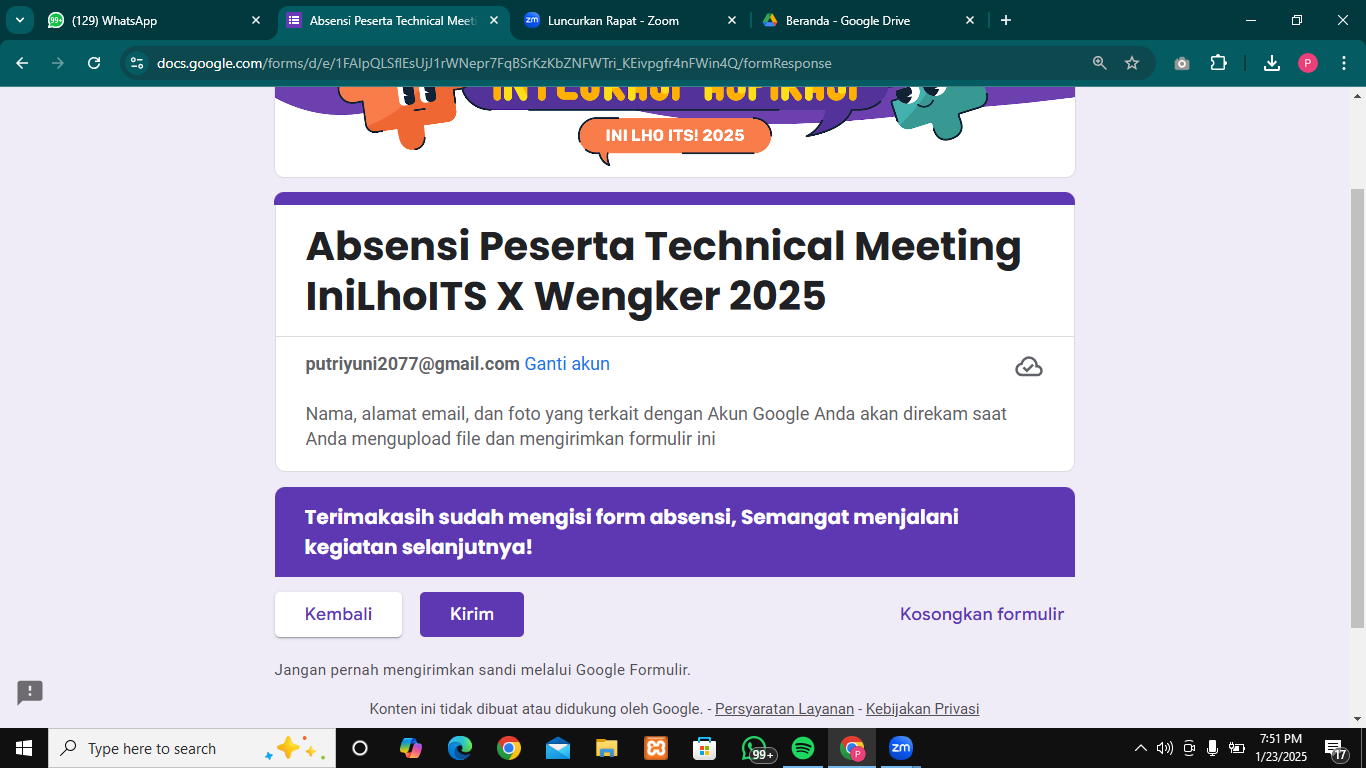 (129) WhatsApp
Absensi Peserta Technical Meeti
Luncurkan Rapat - Zoom
Beranda - Google Drive
docs.google.com/forms/d/e/1FAIpQLSflEsUjJ1rWNepr7FqBSrKzKbZNFWTri_KEivpgfr4nFWin4Q/formResponse
P
INTEGRASI ASPIRASI
INI LHO ITS! 2025
Absensi Peserta Technical Meeting
IniLhoITS X Wengker 2025
putriyuni2077@gmail.com Ganti akun
Nama, alamat email, dan foto yang terkait dengan Akun Google Anda akan direkam saat
Anda mengupload file dan mengirimkan formulir ini
Terimakasih sudah mengisi form absensi, Semangat menjalani
kegiatan selanjutnya!
Kembali
Kirim
Kosongkan formulir
Jangan pernah mengirimkan sandi melalui Google Formulir.
Konten ini tidak dibuat atau didukung oleh Google. - Persyaratan Layanan - Kebijakan Privasi
Type here to search
99+
P
zm
7:51 PM
1/23/2025
17